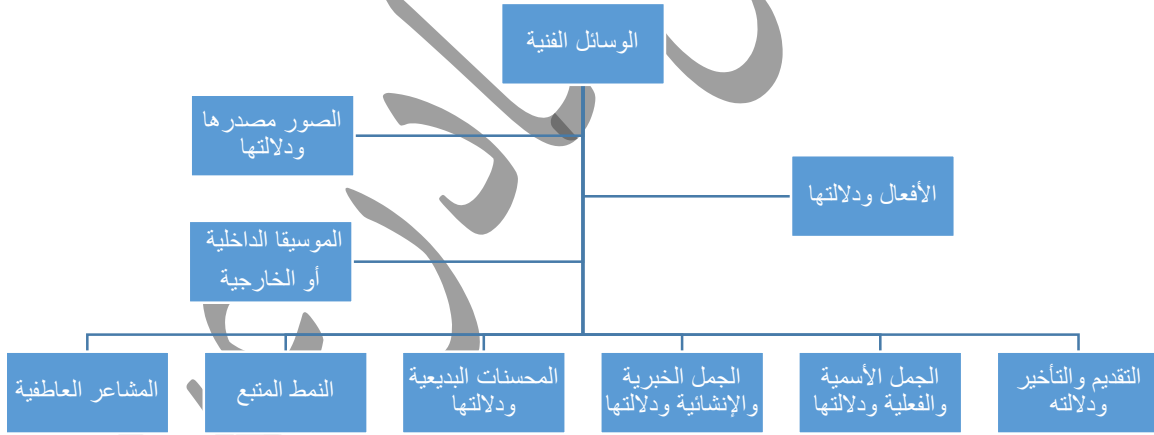 الوسائل الفنية
الصور مصدرها
ودلالتها
الأفعال ودلالتها
الموسيقا الداخلية
أو الخارجية
التقديم والتأخير
ودلالته
الجمل الأسمية
والفعلية ودلالتها
الجمل الخبرية
والإنشائية ودلالتها
المحسنات البديعية
ودلالتها
النمط المتبع
المشاعر العاطفية